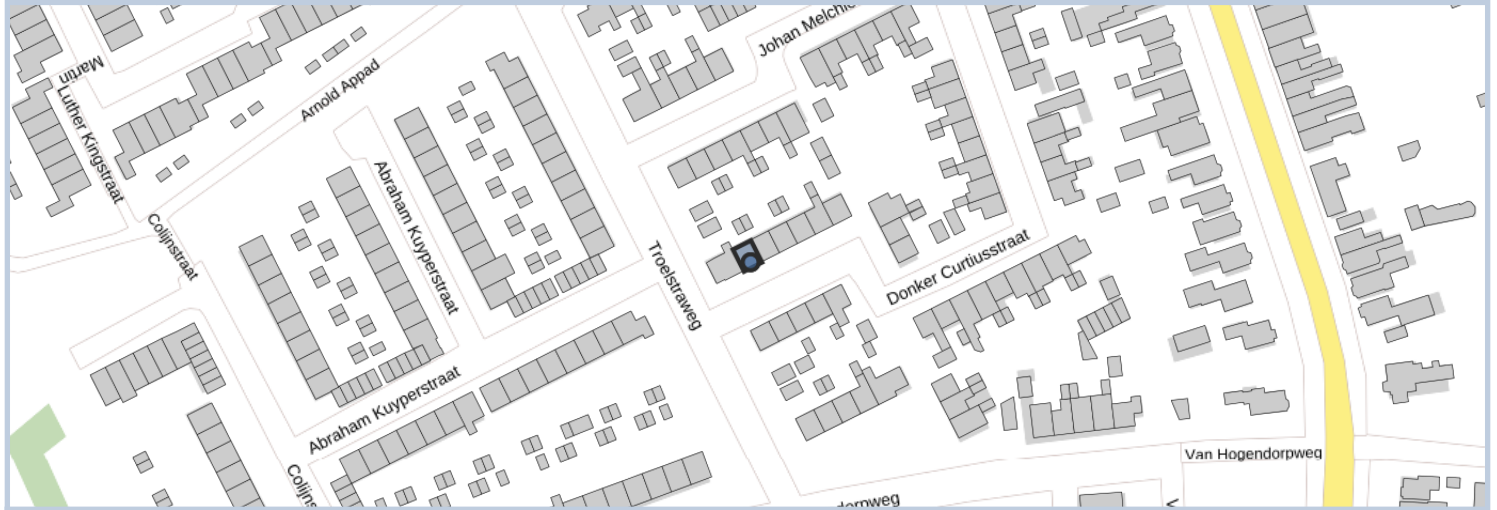 Johan Melchio
Martin
Luther Kingstraat
Arnold Appad
Abraham Kuyperstraat
Colijnstraat
Troelstraweg
Donker Curtiusstraat
Abraham Kuyperstraat
Van Hogendorpweg
Colijns
dorpweg
V